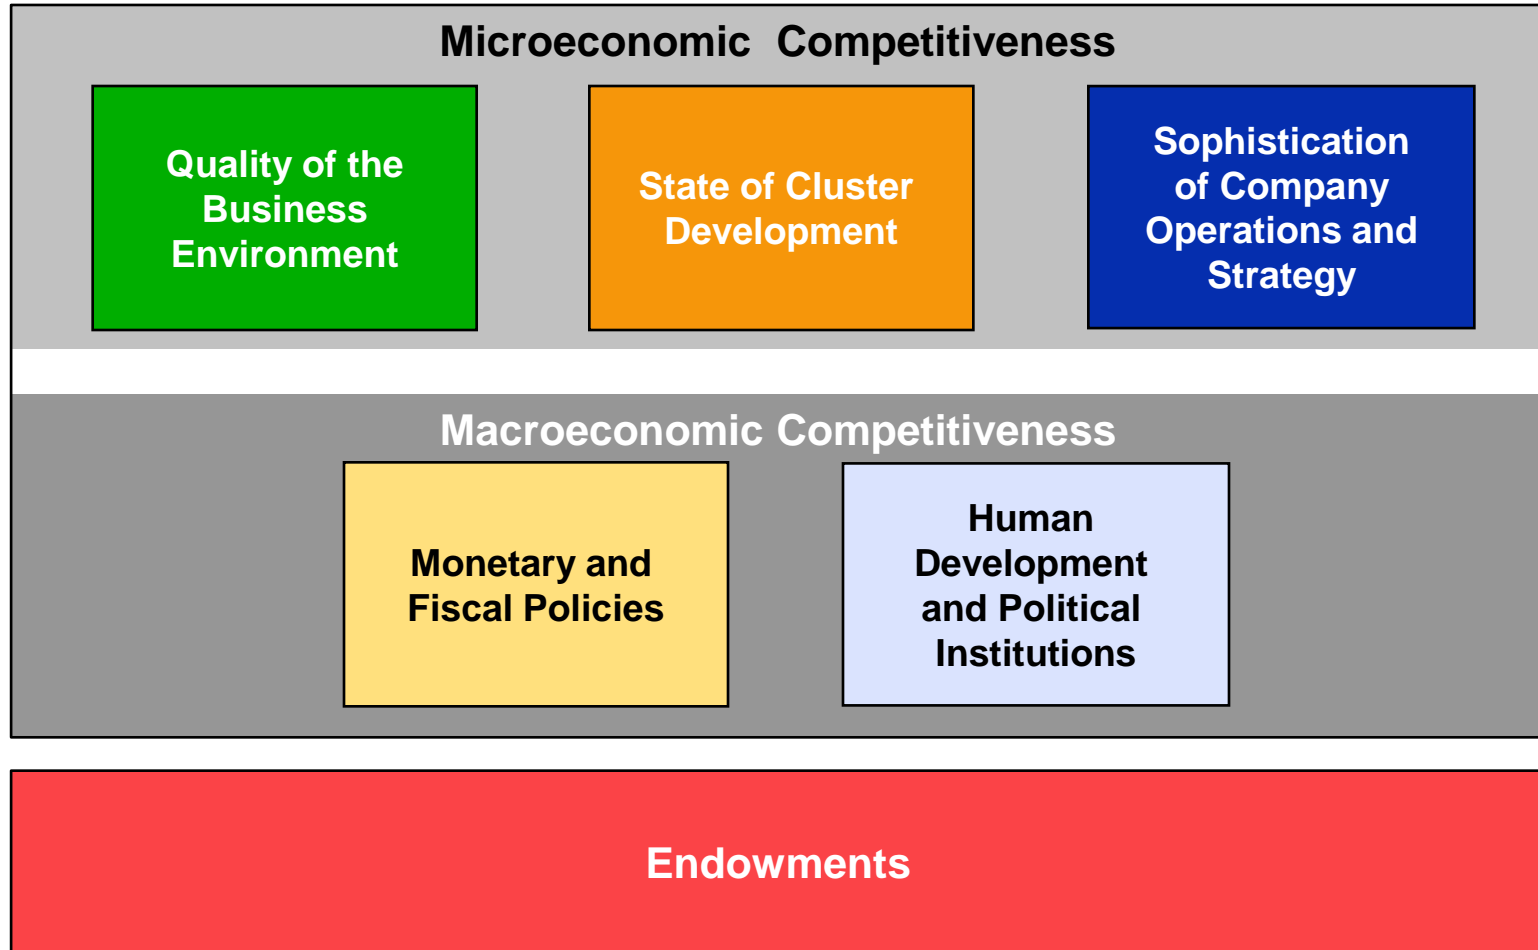 Microeconomic Competitiveness
Quality of the
Business
Environment
State of Cluster
Development
Sophistication
of Company
Operations and
Strategy
Macroeconomic Competitiveness
Monetary and
Fiscal Policies
Human
Development
and Political
Institutions
Endowments